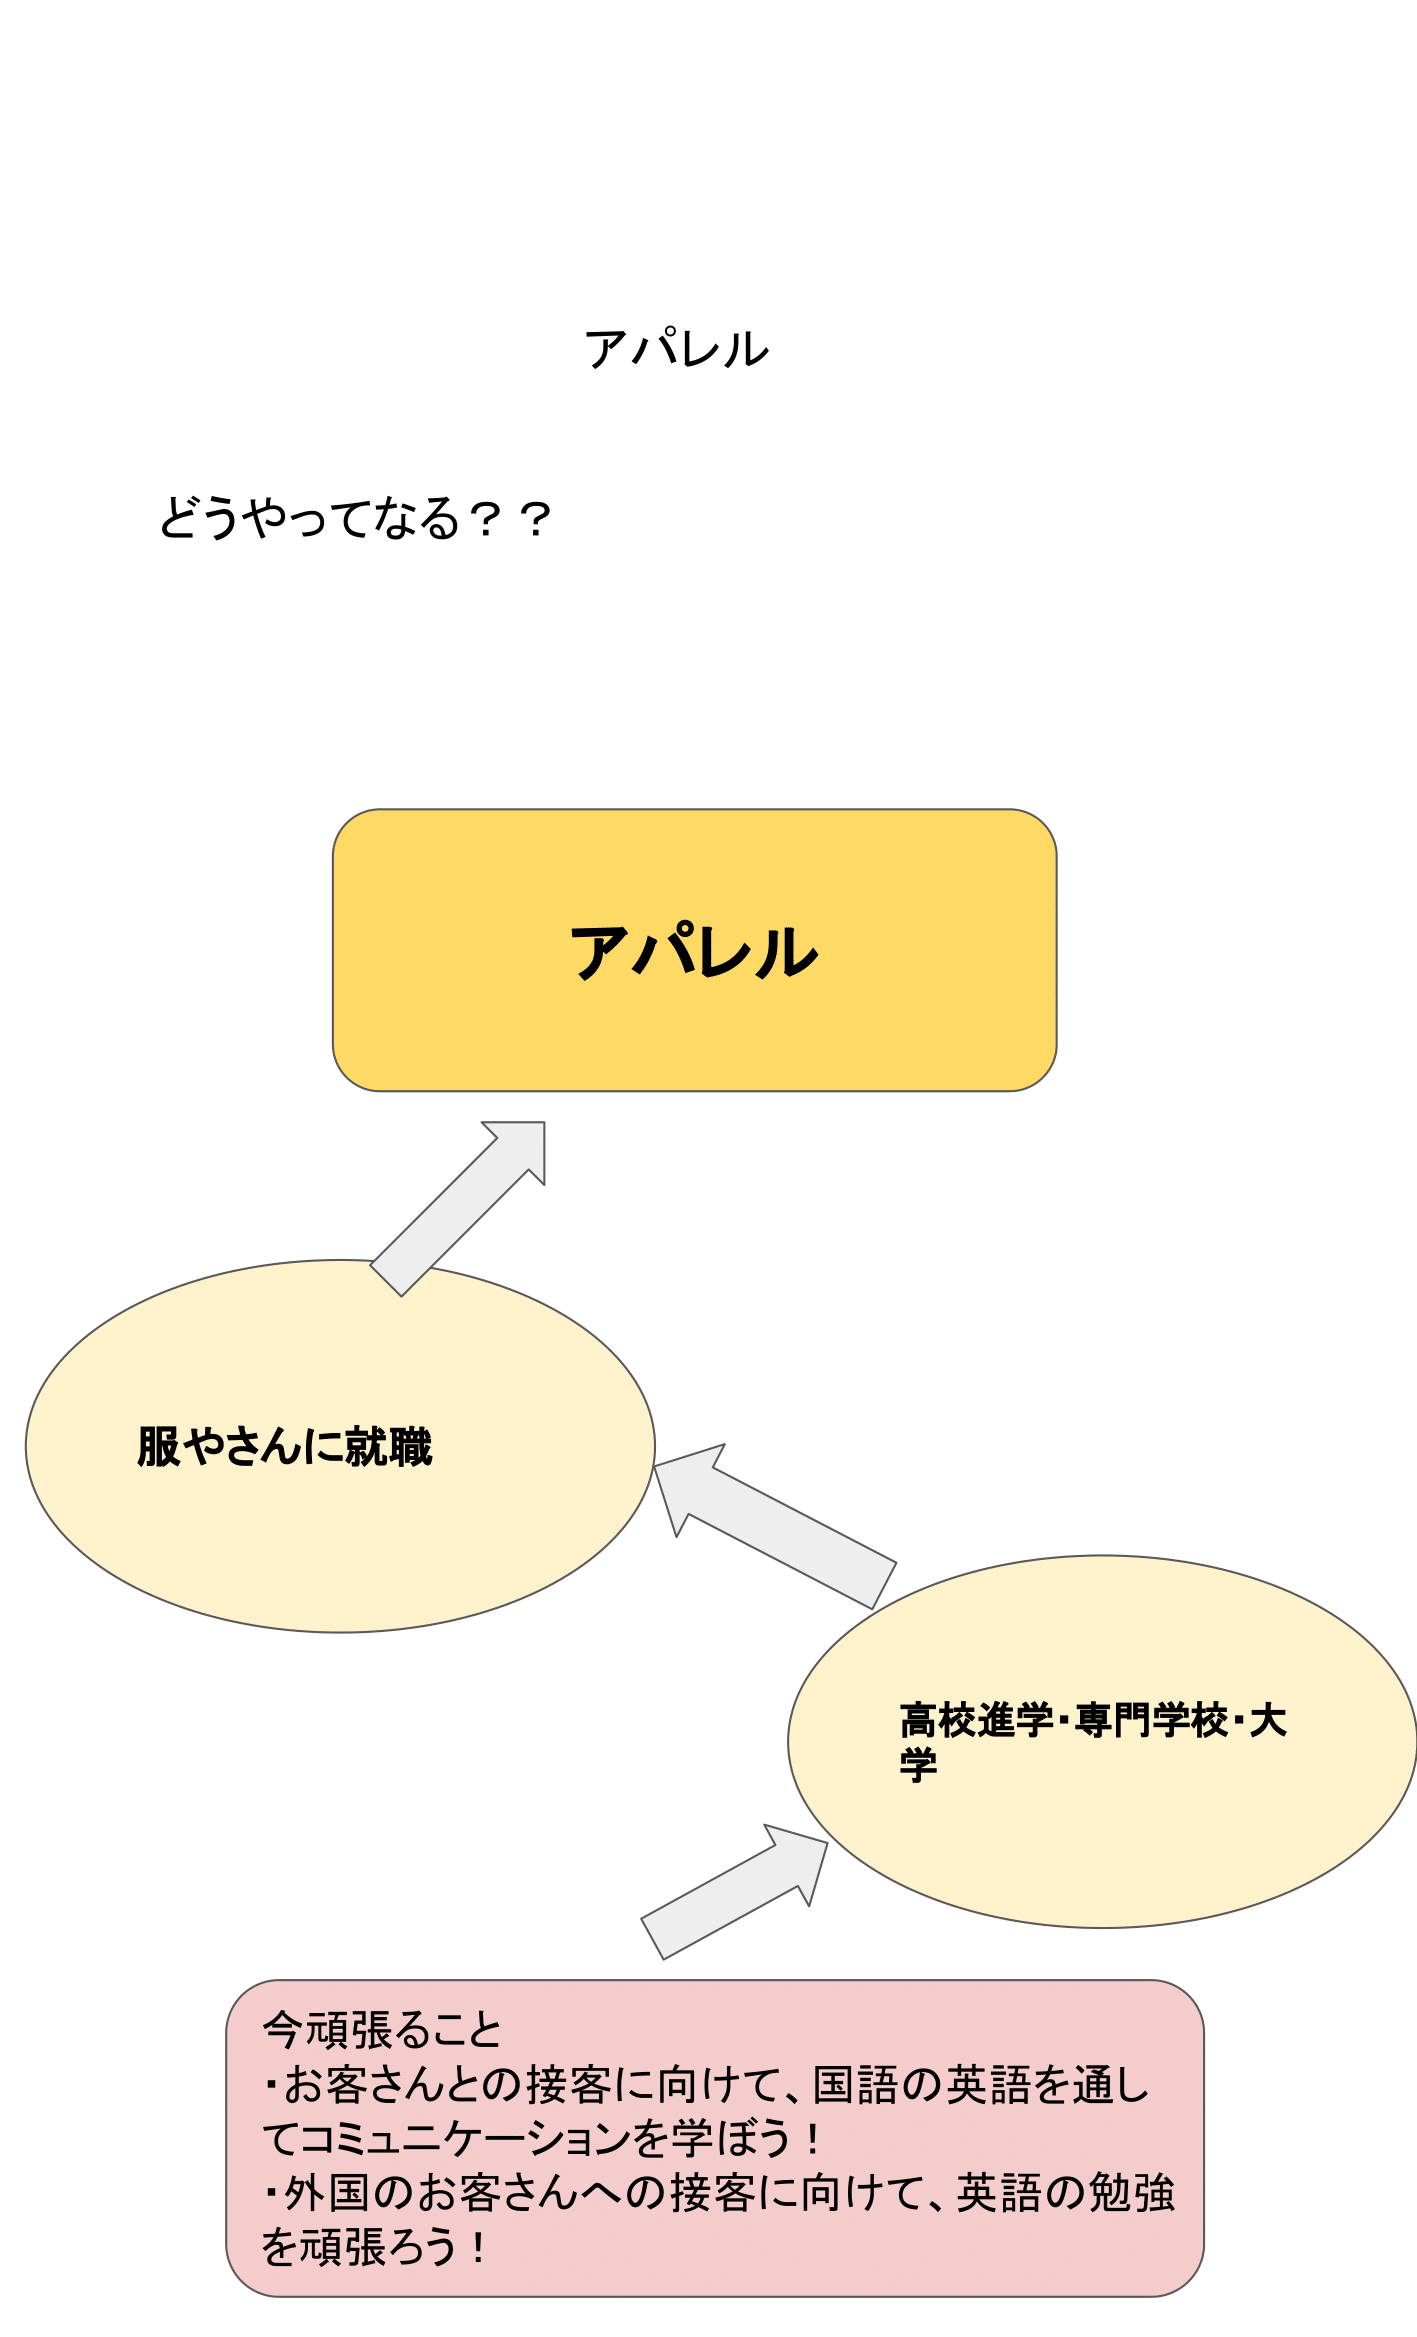 アパレル
どうやってなる？？
アパレル
服やさんに就職
高校進学・専門学校・大
学
今頑張ること
・お客さんとの接客に向けて、国語の英語を通し
てコミュニケーションを学ぼう！
・外国のお客さんへの接客に向けて、英語の勉強
を頑張ろう！